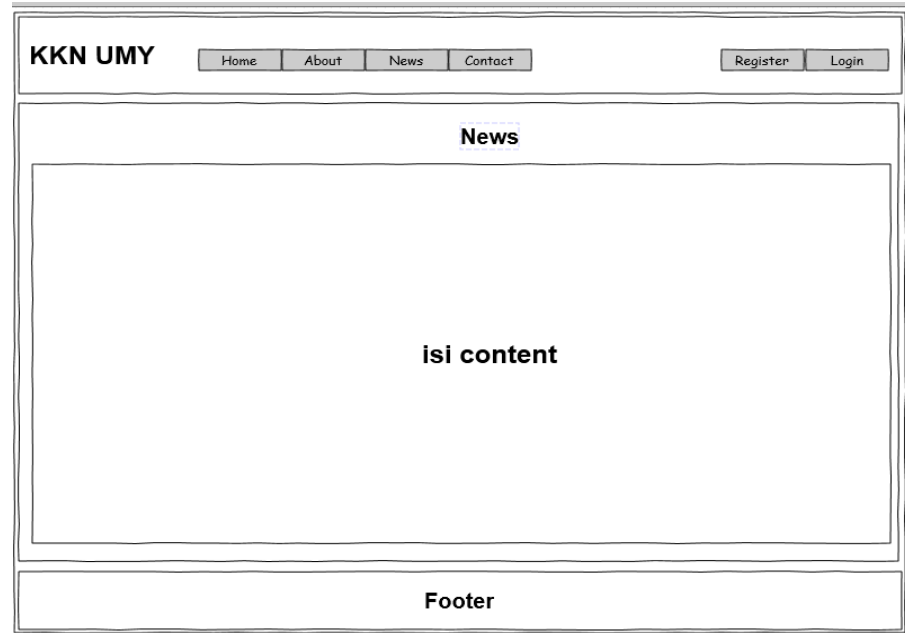 KKN UMY
Home About News Contact
Register Login
News
isi content
Footer